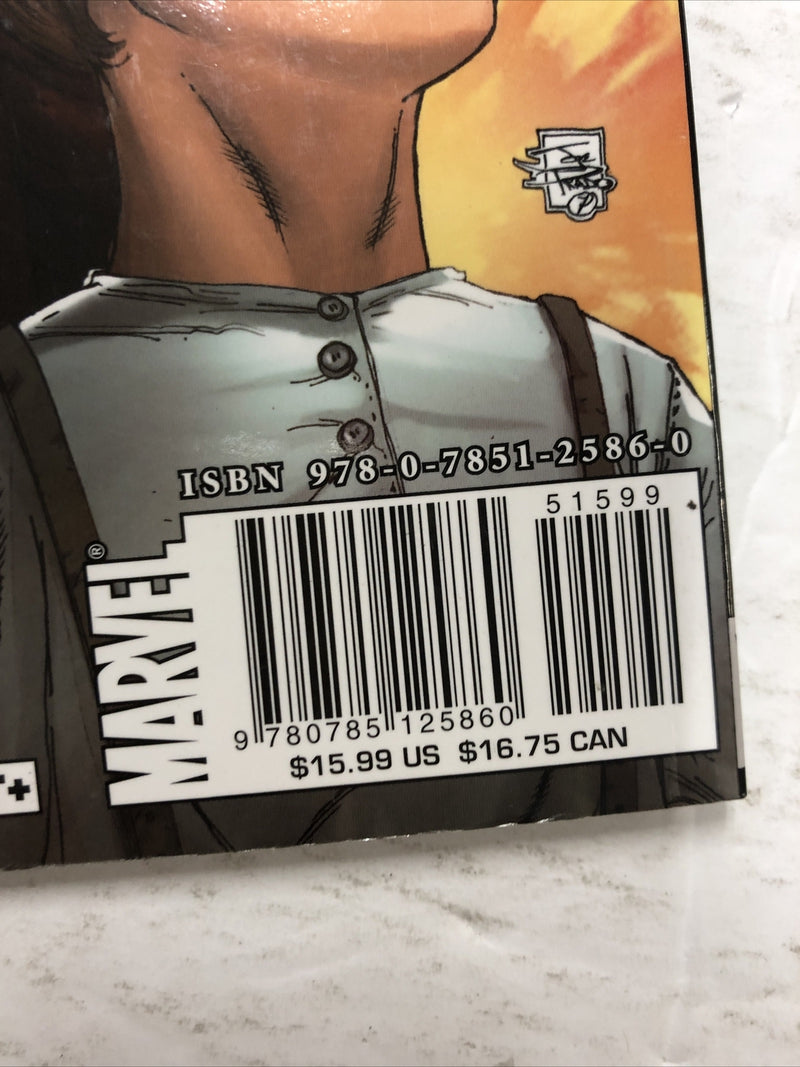 ISBN 978-0-7851-2586-0
51599
MARVEL®
9 780785 125860
$15.99 US $16.75 CAN